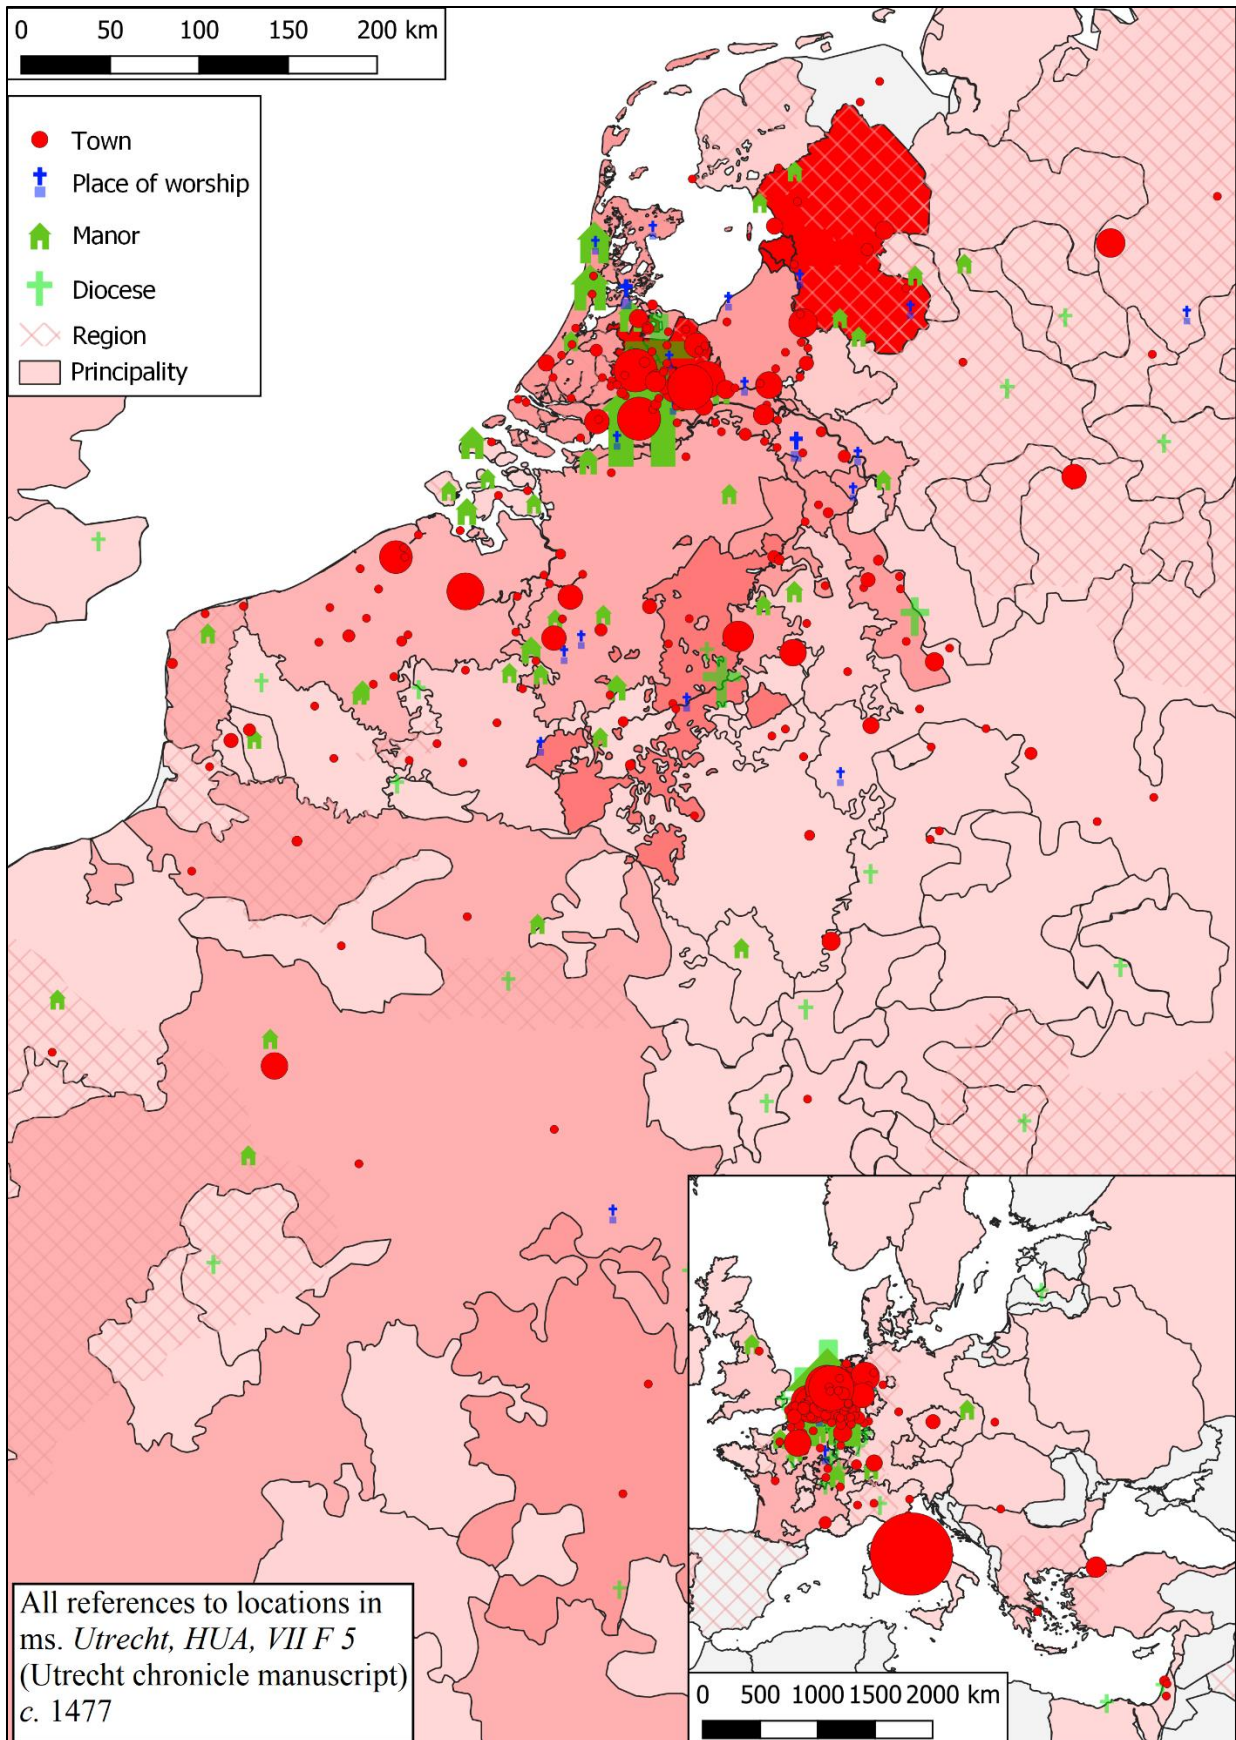 0 50 100 150 200 km
Town
Place of worship
Manor
Diocese
Region
Principality
All references to locations in
ms. Utrecht, HUA, VII F 5
(Utrecht chronicle manuscript)
c. 1477
0 500 1000 1500 2000 km